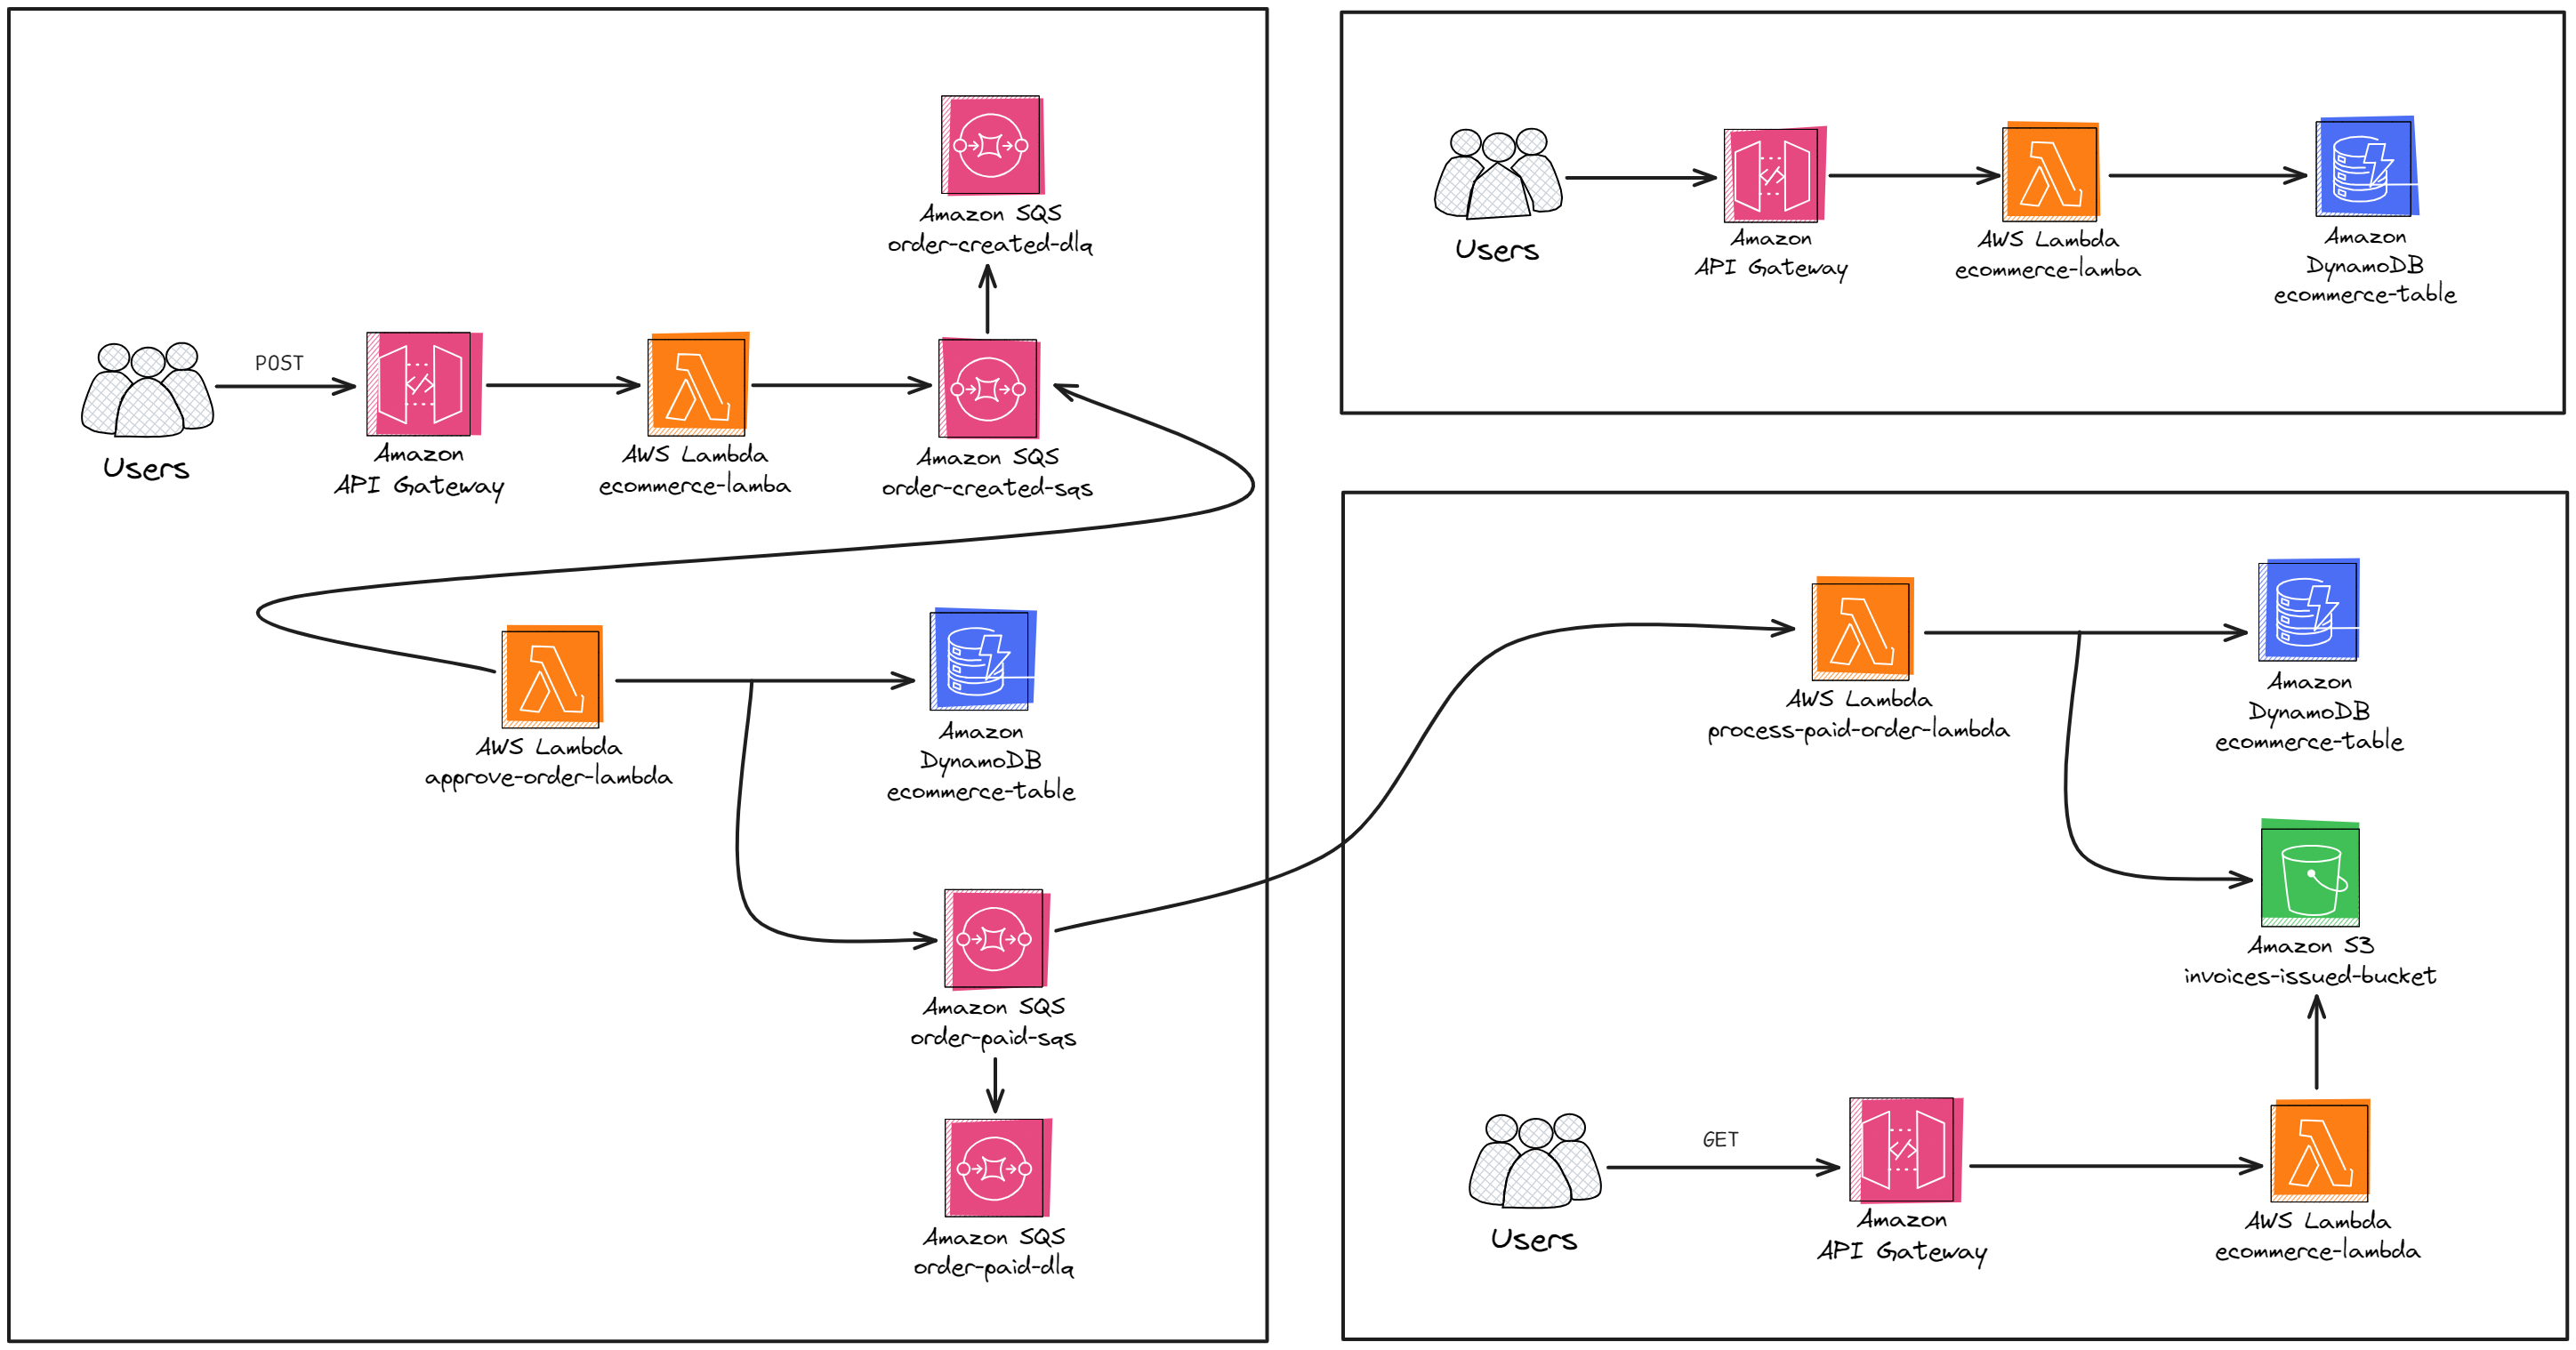 Amazon SQS
order-created-dlq
POST
Users
Amazon
API Gateway
AWS Lambda
ecommerce-lamba
Amazon SQS
order-created-sqs
AWS Lambda
approve-order-lambda
Amazon
DynamoDB
ecommerce-table
Amazon SQS
order-paid-sqs
Amazon SQS
order-paid-dlq
Users
Amazon
API Gateway
AWS Lambda
ecommerce-lamba
Amazon
DynamoDB
ecommerce-table
AWS Lambda
process-paid-order-lambda
Amazon
DynamoDB
ecommerce-table
Amazon S3
invoices-issued-bucket
GET
Users
Amazon
API Gateway
AWS Lambda
ecommerce-lambda